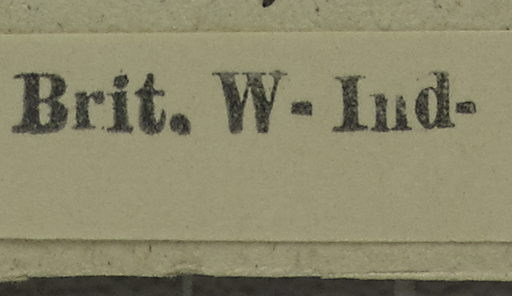 Brit. W- Ind-